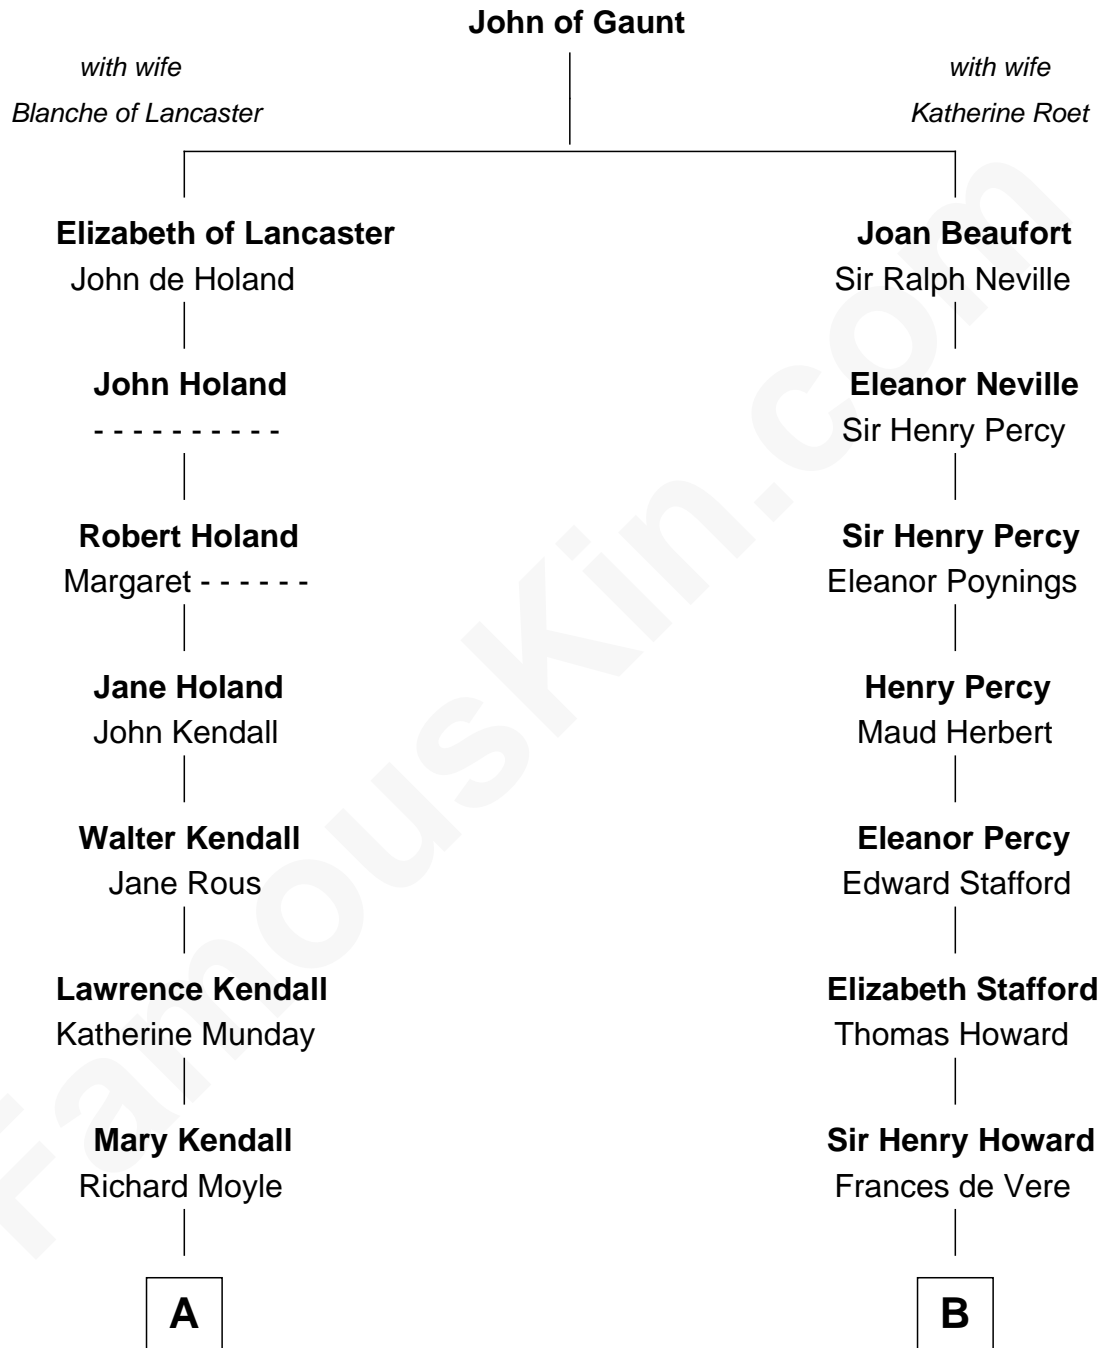 John of Gaunt
with wife
Blanche of Lancaster
with wife
Katherine Roet
Elizabeth of Lancaster
John de Holand
Joan Beaufort
Sir Ralph Neville
John Holand
- - - - - - - - - -
Eleanor Neville
Sir Henry Percy
Robert Holand
Margaret - - - - - -
Sir Henry Percy
Eleanor Poynings
Jane Holand
John Kendall
Henry Percy
Maud Herbert
Walter Kendall
Jane Rous
Eleanor Percy
Edward Stafford
Lawrence Kendall
Katherine Munday
Elizabeth Stafford
Thomas Howard
Mary Kendall
Richard Moyle
Sir Henry Howard
Frances de Vere
A
B
FamousKin.com